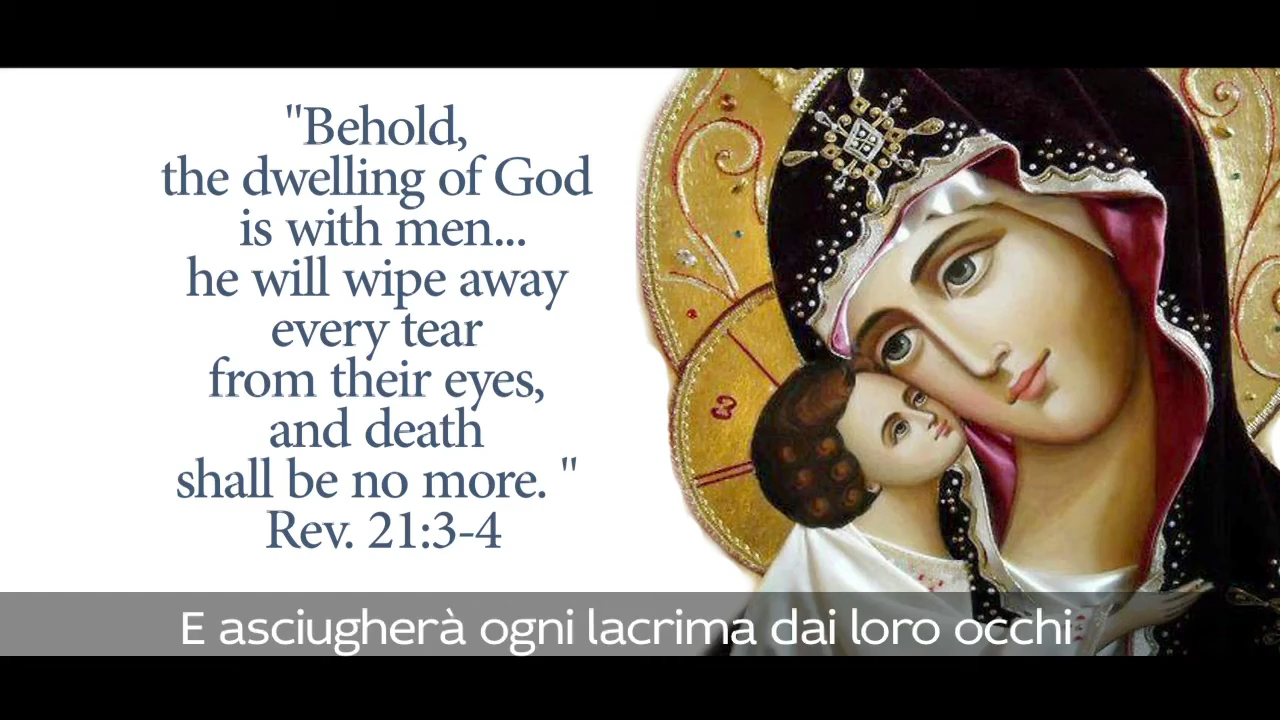 "Behold,
the dwelling of God
is with men...
he will wipe away
every tear
from their eyes,
and death
shall be no more. "
Rev. 21:3-4
E asciugherà ogni lacrima dai loro occhi